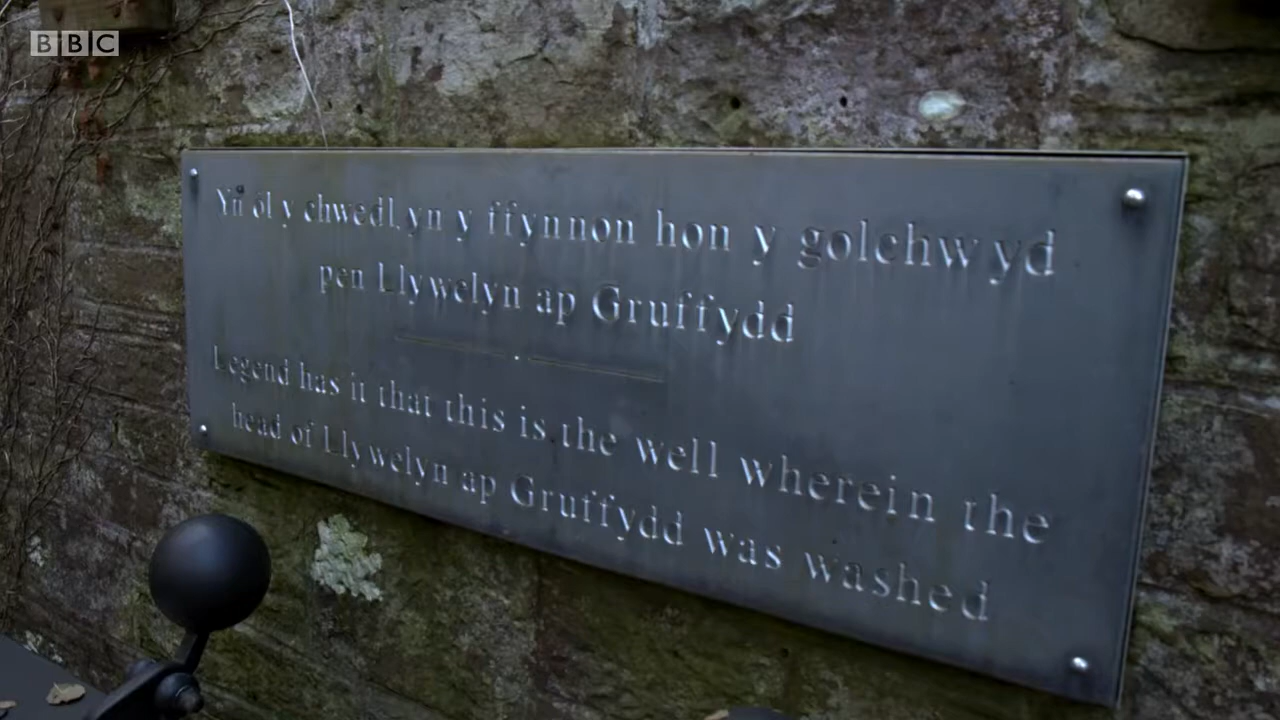 BBC
Yn ol y chwedl, yn y ffynnon hon y golchwyd
pen Llywelyn ap Gruffydd
Legend has it that this is the well wherein the
head of Llywelyn ap Gruffydd was washed